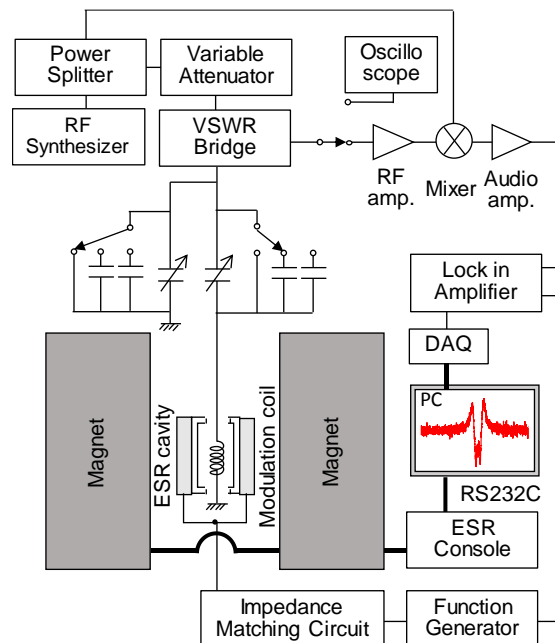 Power
Splitter
Variable
Attenuator
Oscillo
scope
RF
Synthesizer
VSWR
Bridge
RF
amp.
Mixer
Audio
amp.
Lock in
Amplifier
DAQ
PC
Magnet
ESR cavity
Modulation coil
Magnet
RS232C
ESR
Console
Impedance
Matching Circuit
Function
Generator